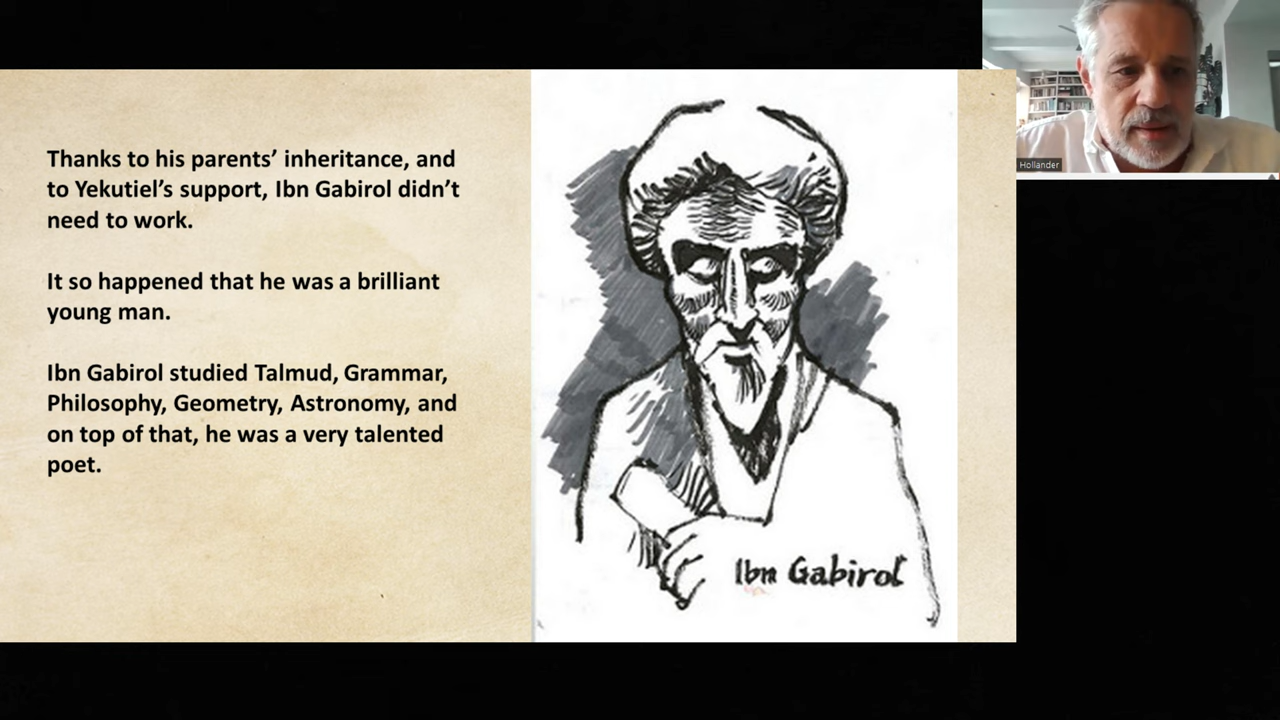 Thanks to his parents’ inheritance, and
to Yekutiel’s support, Ibn Gabirol didn’t
need to work.
It so happened that he was a brilliant
young man.
Ibn Gabirol studied Talmud, Grammar,
Philosophy, Geometry, Astronomy, and
on top of that, he was a very talented
poet.
Ibn Gabirol
Hollander